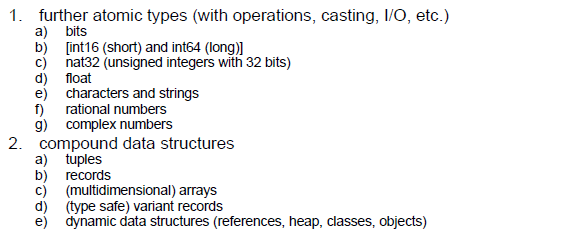 1. further atomic types (with operations, casting, I/O, etc.)
a) bits
b) [int16 (short) and int64 (long)]
c) nat32 (unsigned integers with 32 bits)
d) float
e) characters and strings
f) rational numbers
g) complex numbers
2. compound data structures
a) tuples
b) records
c) (multidimensional) arrays
d) (type safe) variant records
e) dynamic data structures (references, heap, classes, objects)